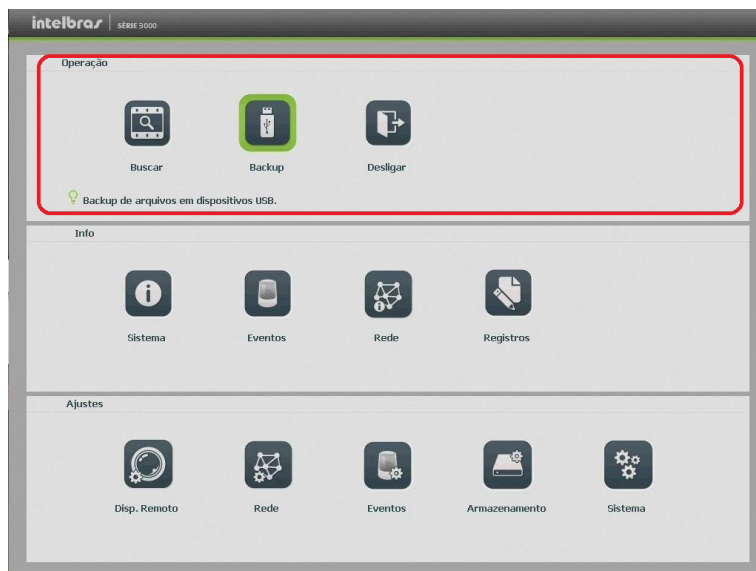 intelbras | SÉRIE 3000
Operação
Buscar Backup Desligar
Backup de arquivos em dispositivos USB.
Info
Sistema Eventos Rede Registros
Ajustes
Disp. Remoto Rede Eventos Armazenamento Sistema